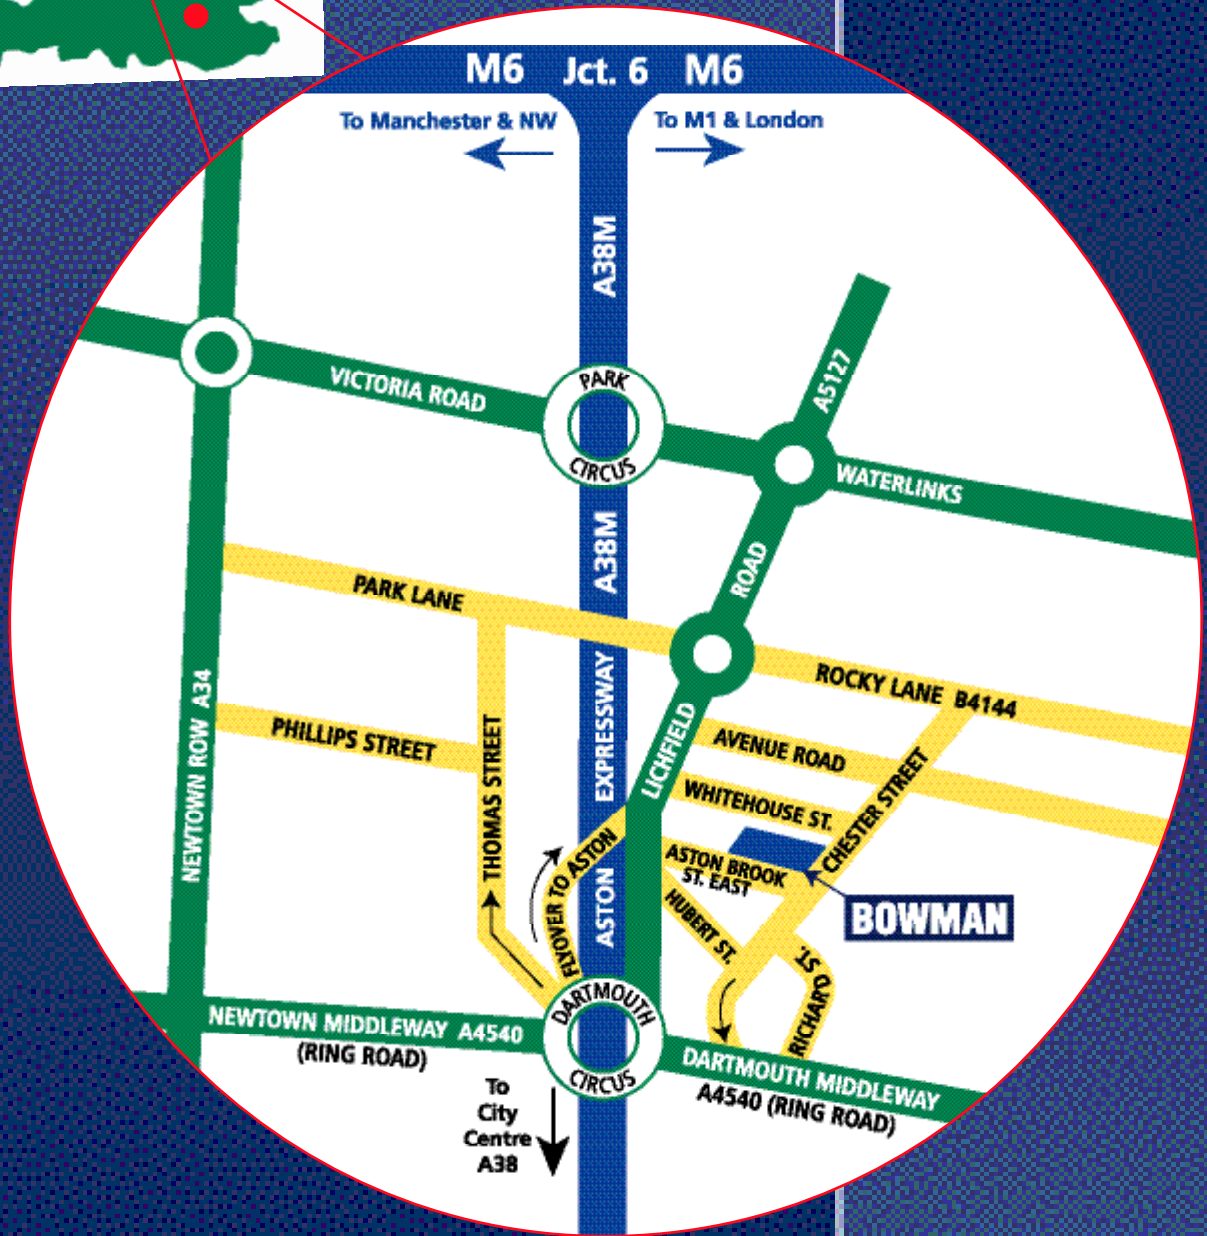 M6 Jct. 6 M6
To Manchester & NW
To M1 & London
A38M
A5127
VICTORIA ROAD
PARK
CIRCUS
WATERLINKS
A38M
ROAD
PARK LANE
ROCKY LANE B4144
NEWTOWN ROW A34
PHILLIPS STREET
THOMAS STREET
ASTON EXPRESSWAY
LICHFIELD
AVENUE ROAD
WHITEHOUSE ST.
CHESTER STREET
FLYOVER TO ASTON
ASTON BROOK
ST. EAST
HUBERT ST.
BOWMAN
RICHARD ST.
DARTMOUTH
CIRCUS
NEWTOWN MIDDLEWAY A4540
(RING ROAD)
DARTMOUTH MIDDLEWAY
A4540 (RING ROAD)
To
City
Centre
A38